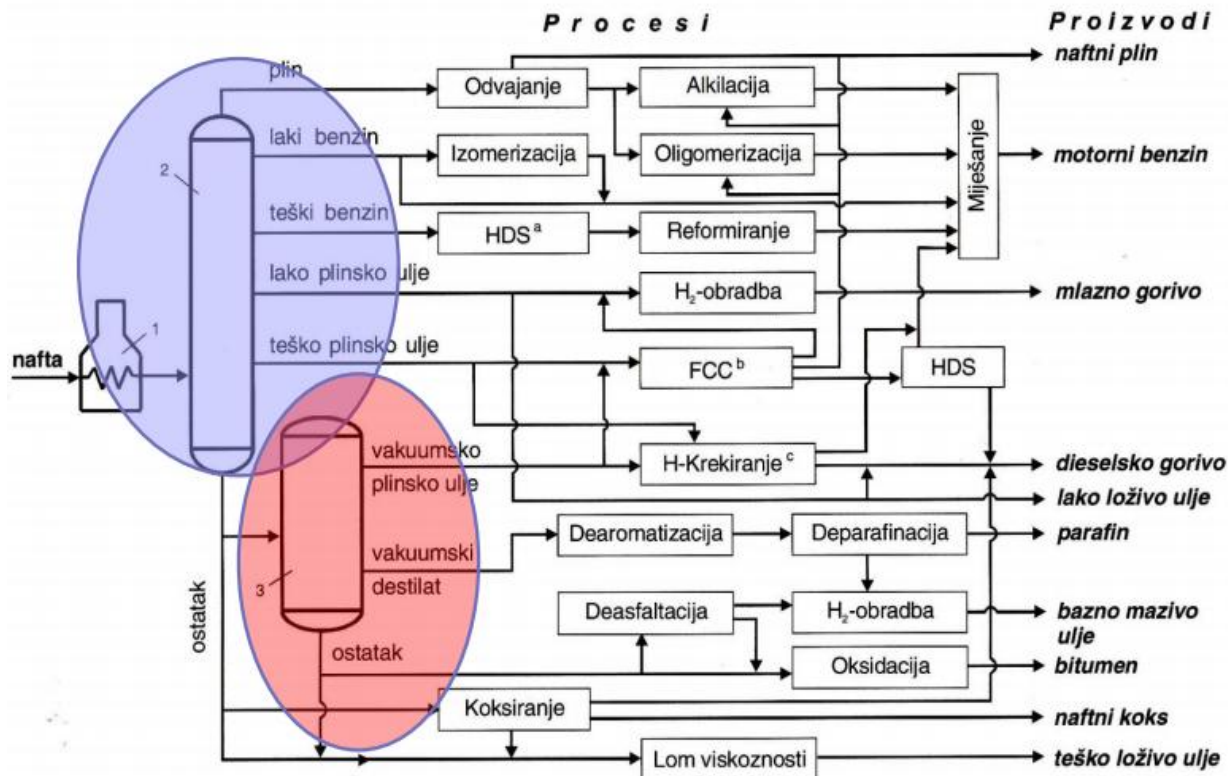 Procesi
Proizvodi
plin
Odvajanje
Alkilacija
naftni plin
laki benzin
Izomerizacija
Oligomerizacija
Miješanje
motorni benzin
2
teški benzin
HDS a
Reformiranje
lako plinsko ulje
H2-obradba
mlazno gorivo
1
nafta
teško plinsko ulje
FCC b
HDS
vakuumsko
plinsko ulje
H-Krekiranje c
dieselsko gorivo
lako loživo ulje
vakuumski
destilat
Dearomatizacija
Deparafinacija
parafin
3
ostatak
Deasfaltacija
H2-obradba
bazno mazivo
ulje
ostatak
Oksidacija
bitumen
Koksiranje
naftni koks
Lom viskoznosti
teško loživo ulje